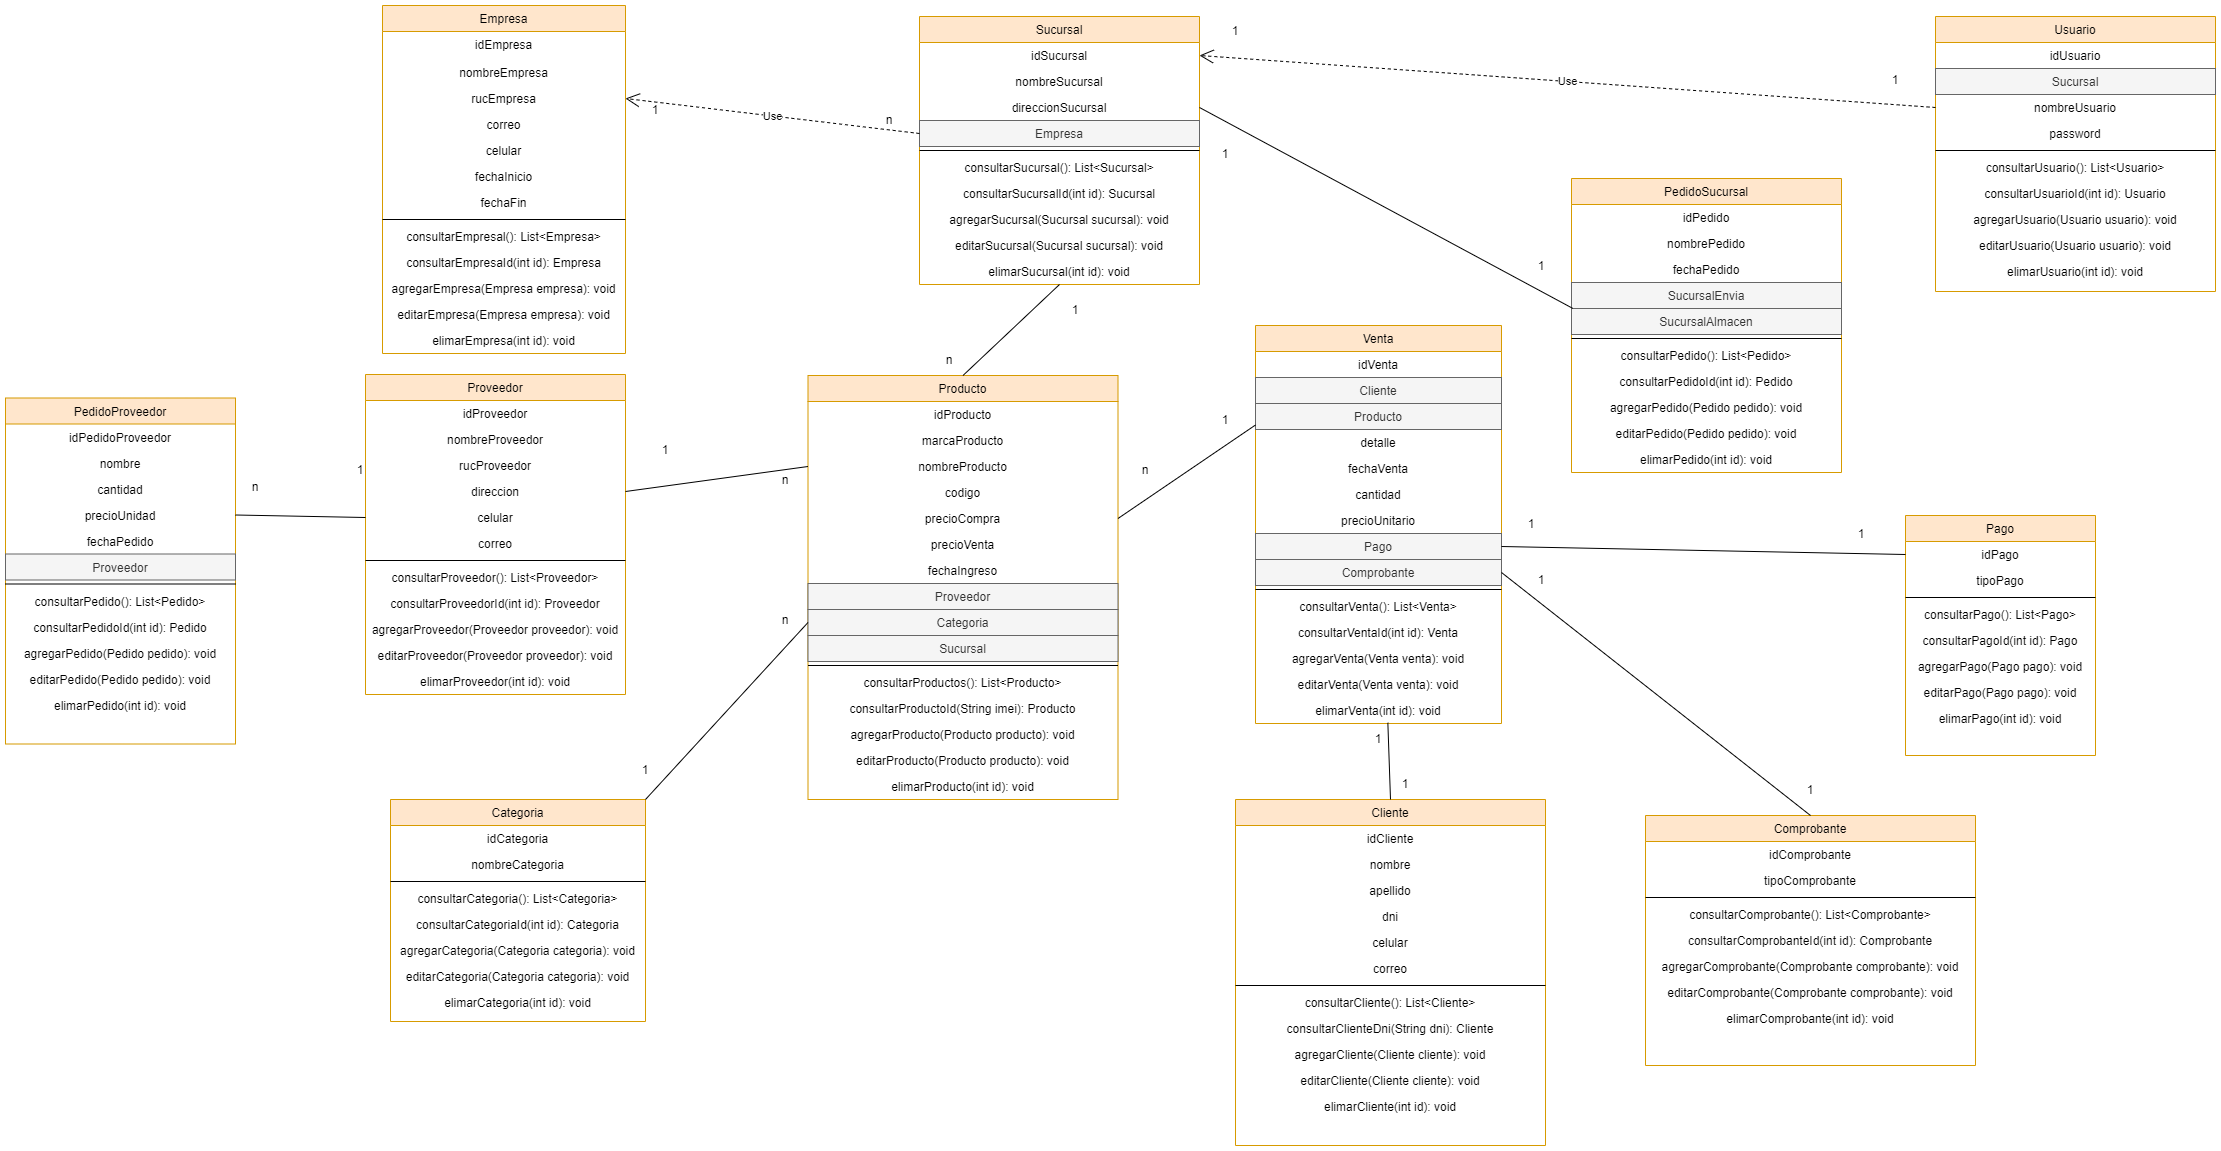 Empresa
idEmpresa
nombreEmpresa
rucEmpresa
correo
celular
fechaInicio
fechaFin
consultarEmpresal(): List<Empresa>
consultarEmpresaId(int id): Empresa
agregarEmpresa(Empresa empresa): void
editarEmpresa(Empresa empresa): void
elimarEmpresa(int id): void
1
Use
n
Sucursal
idSucursal
nombreSucursal
direccionSucursal
Empresa
consultarSucursal(): List<Sucursal>
consultarSucursalId(int id): Sucursal
agregarSucursal(Sucursal sucursal): void
editarSucursal(Sucursal sucursal): void
elimarSucursal(int id): void
1
Use
1
Usuario
idUsuario
Sucursal
nombreUsuario
password
consultarUsuario(): List<Usuario>
consultarUsuarioId(int id): Usuario
agregarUsuario(Usuario usuario): void
editarUsuario(Usuario usuario): void
elimarUsuario(int id): void
1
1
PedidoSucursal
idPedido
nombrePedido
fechaPedido
SucursalEnvia
SucursalAlmacen
consultarPedido(): List<Pedido>
consultarPedidoId(int id): Pedido
agregarPedido(Pedido pedido): void
editarPedido(Pedido pedido): void
elimarPedido(int id): void
1
n
PedidoProveedor
idPedidoProveedor
nombre
cantidad
precioUnidad
fechaPedido
Proveedor
consultarPedido(): List<Pedido>
consultarPedidoId(int id): Pedido
agregarPedido(Pedido pedido): void
editarPedido(Pedido pedido): void
elimarPedido(int id): void
n
1
Proveedor
idProveedor
nombreProveedor
rucProveedor
direccion
celular
correo
consultarProveedor(): List<Proveedor>
consultarProveedorId(int id): Proveedor
agregarProveedor(Proveedor proveedor): void
editarProveedor(Proveedor proveedor): void
elimarProveedor(int id): void
1
n
Producto
idProducto
marcaProducto
nombreProducto
codigo
precioCompra
precioVenta
fechaIngreso
Proveedor
Categoria
Sucursal
consultarProductos(): List<Producto>
consultarProductoId(String imei): Producto
agregarProducto(Producto producto): void
editarProducto(Producto producto): void
elimarProducto(int id): void
n
1
n
1
Venta
idVenta
Cliente
Producto
detalle
fechaVenta
cantidad
precioUnitario
Pago
Comprobante
consultarVenta(): List<Venta>
consultarVentaId(int id): Venta
agregarVenta(Venta venta): void
editarVenta(Venta venta): void
elimarVenta(int id): void
1
1
Pago
idPago
tipoPago
consultarPago(): List<Pago>
consultarPagoId(int id): Pago
agregarPago(Pago pago): void
editarPago(Pago pago): void
elimarPago(int id): void
1
1
1
1
Categoria
idCategoria
nombreCategoria
consultarCategoria(): List<Categoria>
consultarCategoriaId(int id): Categoria
agregarCategoria(Categoria categoria): void
editarCategoria(Categoria categoria): void
elimarCategoria(int id): void
Cliente
idCliente
nombre
apellido
dni
celular
correo
consultarCliente(): List<Cliente>
consultarClienteDni(String dni): Cliente
agregarCliente(Cliente cliente): void
editarCliente(Cliente cliente): void
elimarCliente(int id): void
Comprobante
idComprobante
tipoComprobante
consultarComprobante(): List<Comprobante>
consultarComprobanteId(int id): Comprobante
agregarComprobante(Comprobante comprobante): void
editarComprobante(Comprobante comprobante): void
elimarComprobante(int id): void